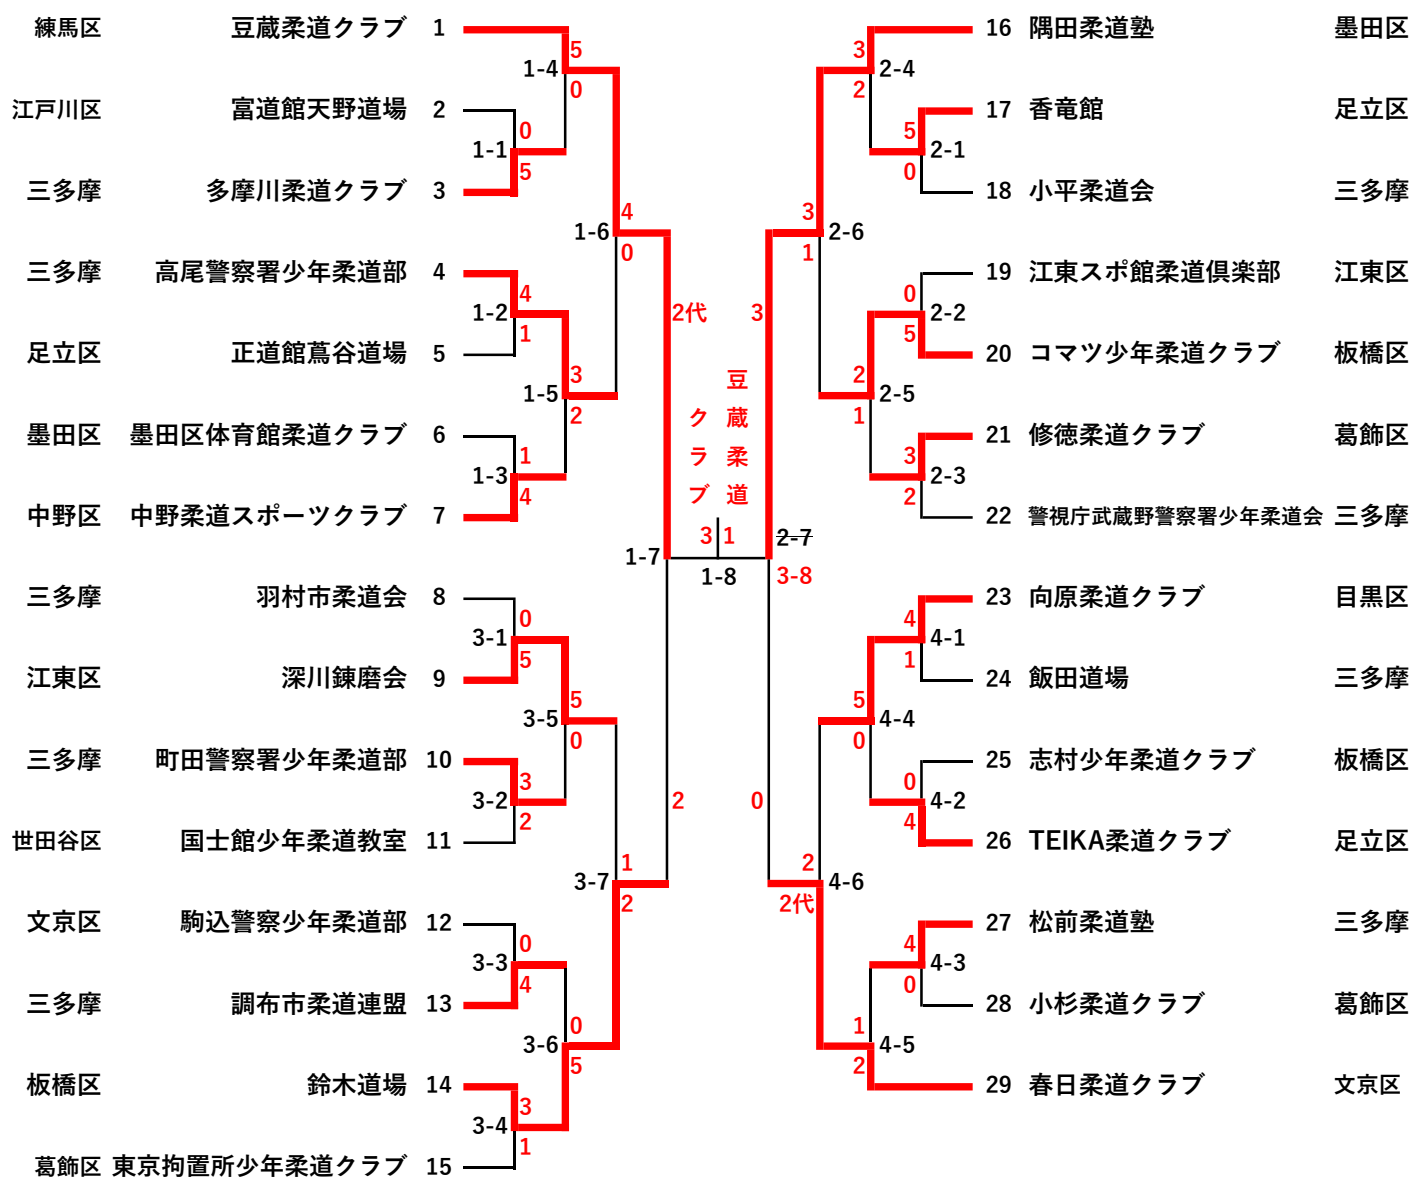 練馬区 豆蔵柔道クラブ 1
江戸川区 富道館天野道場 2
三多摩 多摩川柔道クラブ 3
三多摩 高尾警察署少年柔道部 4
足立区 正道館蔦谷道場 5
墨田区 墨田区体育館柔道クラブ 6
中野区 中野柔道スポーツクラブ 7
三多摩 羽村市柔道会 8
江東区 深川錬磨会 9
三多摩 町田警察署少年柔道部 10
世田谷区 国士館少年柔道教室 11
文京区 駒込警察少年柔道部 12
三多摩 調布市柔道連盟 13
板橋区 鈴木道場 14
葛飾区 東京拘置所少年柔道クラブ 15
1-1 0 5
1-2 4 1
1-3 1 4
3-1 0 5
3-2 3 2
3-3 0 4
3-4 3 1
1-4 5 0
1-5 3 2
3-5 5 0
3-6 0 5
1-6 4 0
3-7 1 2
1-7 2代 2
豆蔵柔道
クラブ
3 1
1-8
2-7
3-8
3 0
2-6 3 1
4-6 2 2代
2-4 3 2
2-5 2 1
4-4 5 0
4-5 1 2
2-1 5 0
2-2 0 5
2-3 3 2
4-1 4 1
4-2 0 4
4-3 4 0
16 隅田柔道塾 墨田区
17 香竜館 足立区
18 小平柔道会 三多摩
19 江東スポ館柔道倶楽部 江東区
20 コマツ少年柔道クラブ 板橋区
21 修徳柔道クラブ 葛飾区
22 警視庁武蔵野警察署少年柔道会 三多摩
23 向原柔道クラブ 目黒区
24 飯田道場 三多摩
25 志村少年柔道クラブ 板橋区
26 TEIKA柔道クラブ 足立区
27 松前柔道塾 三多摩
28 小杉柔道クラブ 葛飾区
29 春日柔道クラブ 文京区